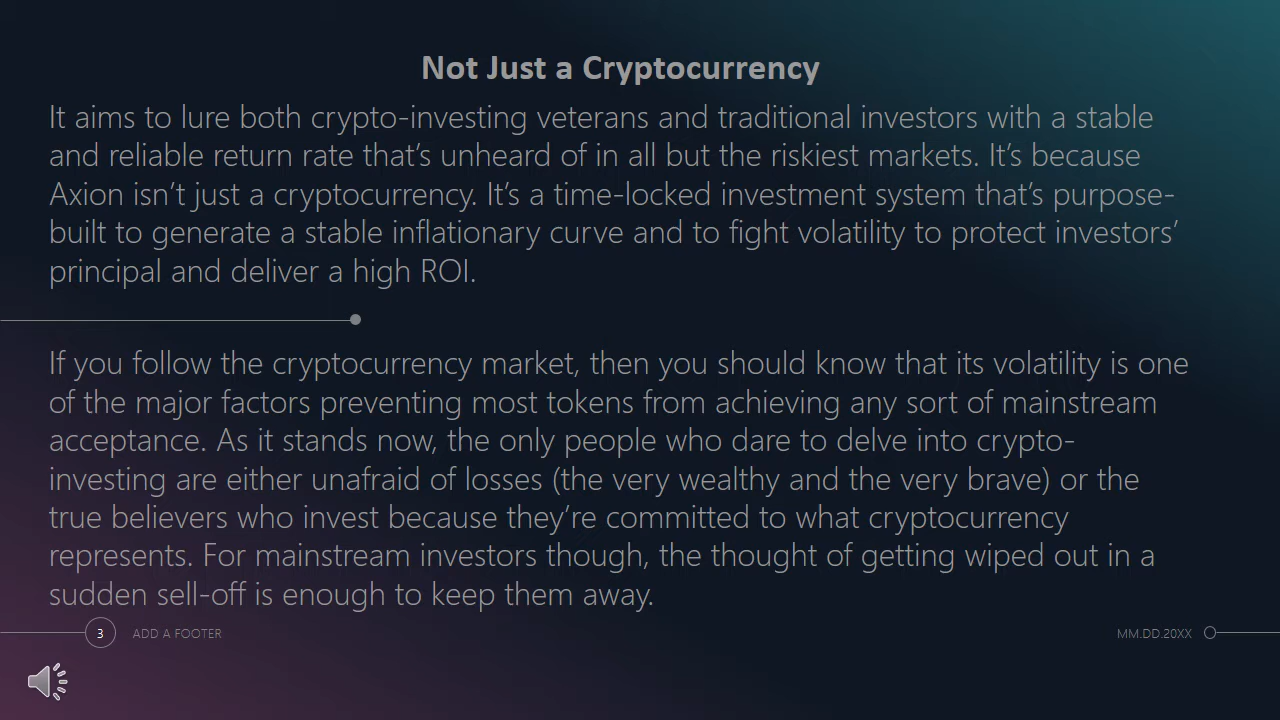 Not Just a Cryptocurrency
It aims to lure both crypto-investing veterans and traditional investors with a stable
and reliable return rate that’s unheard of in all but the riskiest markets. It’s because
Axion isn’t just a cryptocurrency. It’s a time-locked investment system that’s purpose-
built to generate a stable inflationary curve and to fight volatility to protect investors’
principal and deliver a high ROI.
If you follow the cryptocurrency market, then you should know that its volatility is one
of the major factors preventing most tokens from achieving any sort of mainstream
acceptance. As it stands now, the only people who dare to delve into crypto-
investing are either unafraid of losses (the very wealthy and the very brave) or the
true believers who invest because they’re committed to what cryptocurrency
represents. For mainstream investors though, the thought of getting wiped out in a
sudden sell-off is enough to keep them away.
3 ADD A FOOTER MM.DD.20XX